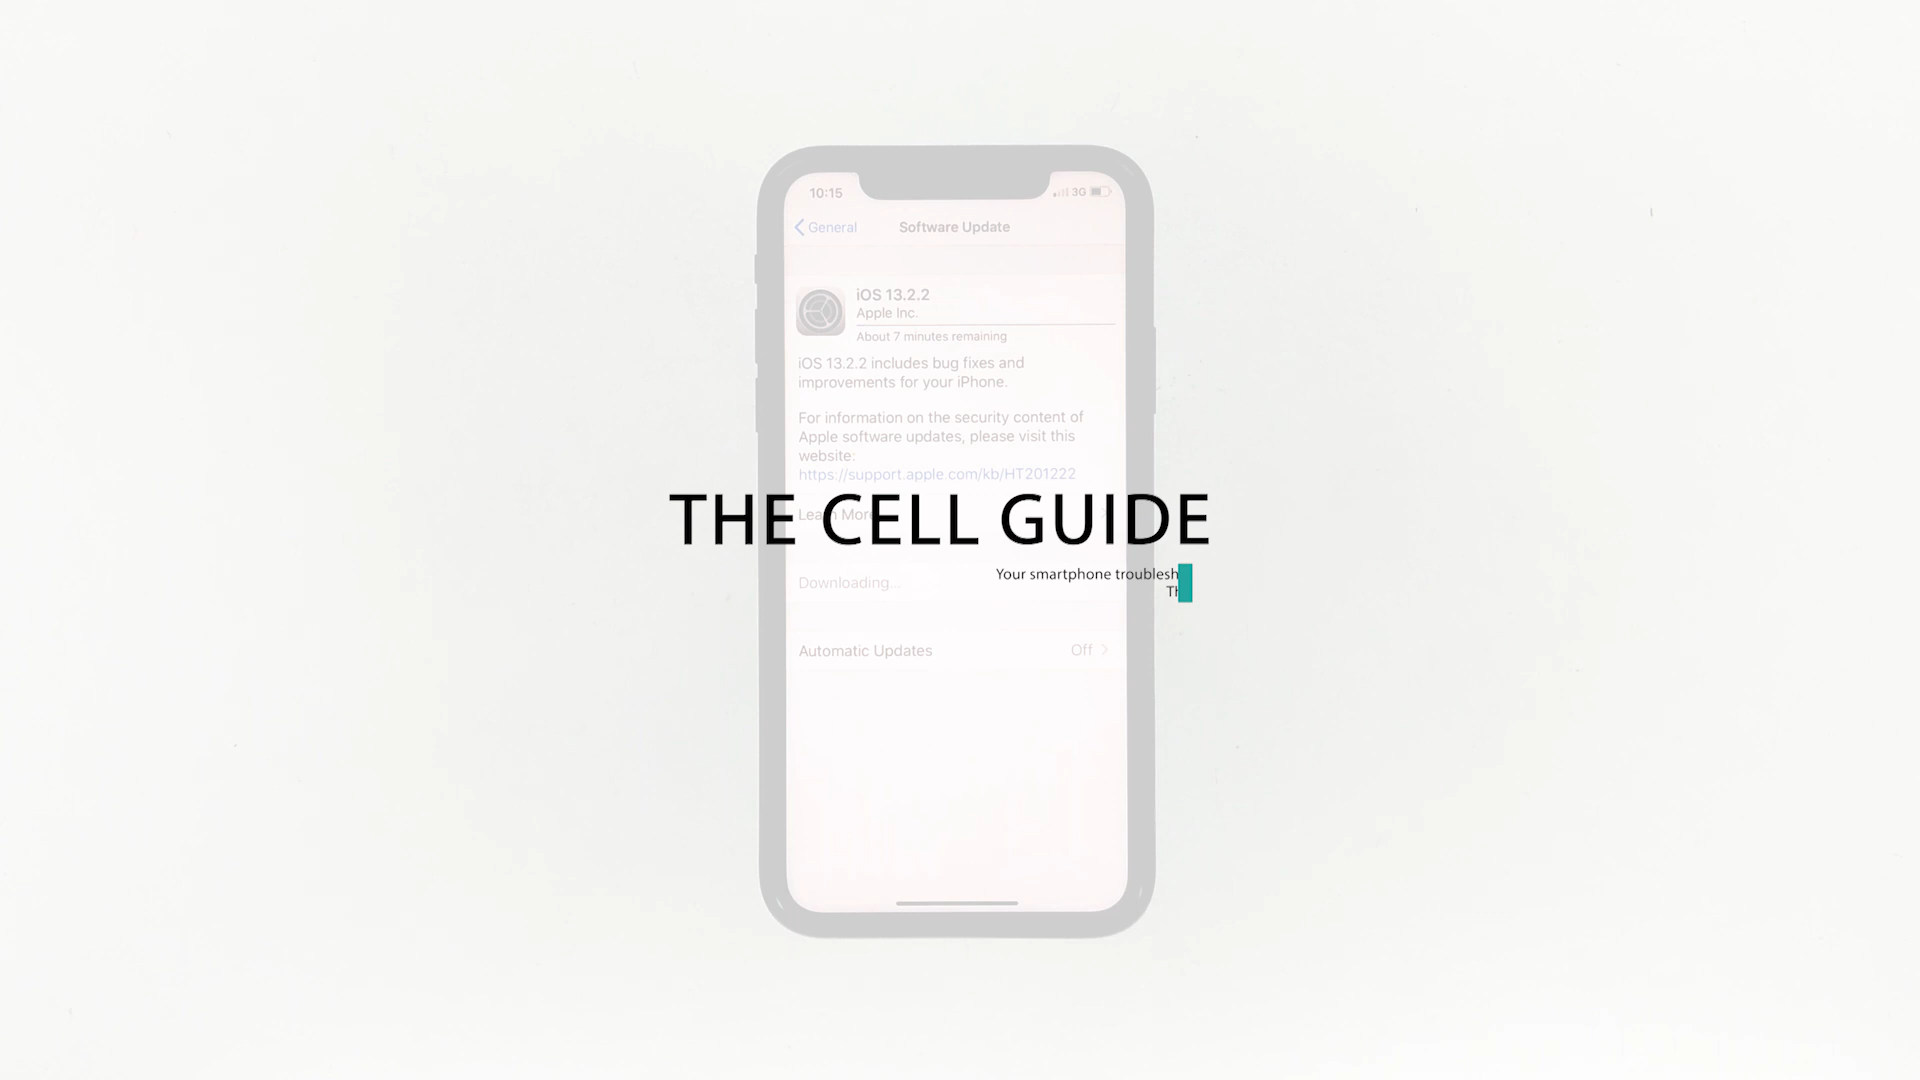 10:15
3G
General
Software Update
iOS 13.2.2
Apple Inc.
About 7 minutes remaining
iOS 13.2.2 includes bug fixes and
improvements for your iPhone.
For information on the security content of
Apple software updates, please visit this
website:
https://support.apple.com/kb/HT201222
THE CELL GUIDE
Learn More
Your smartphone troublesh
Th
Downloading...
Automatic Updates
Off